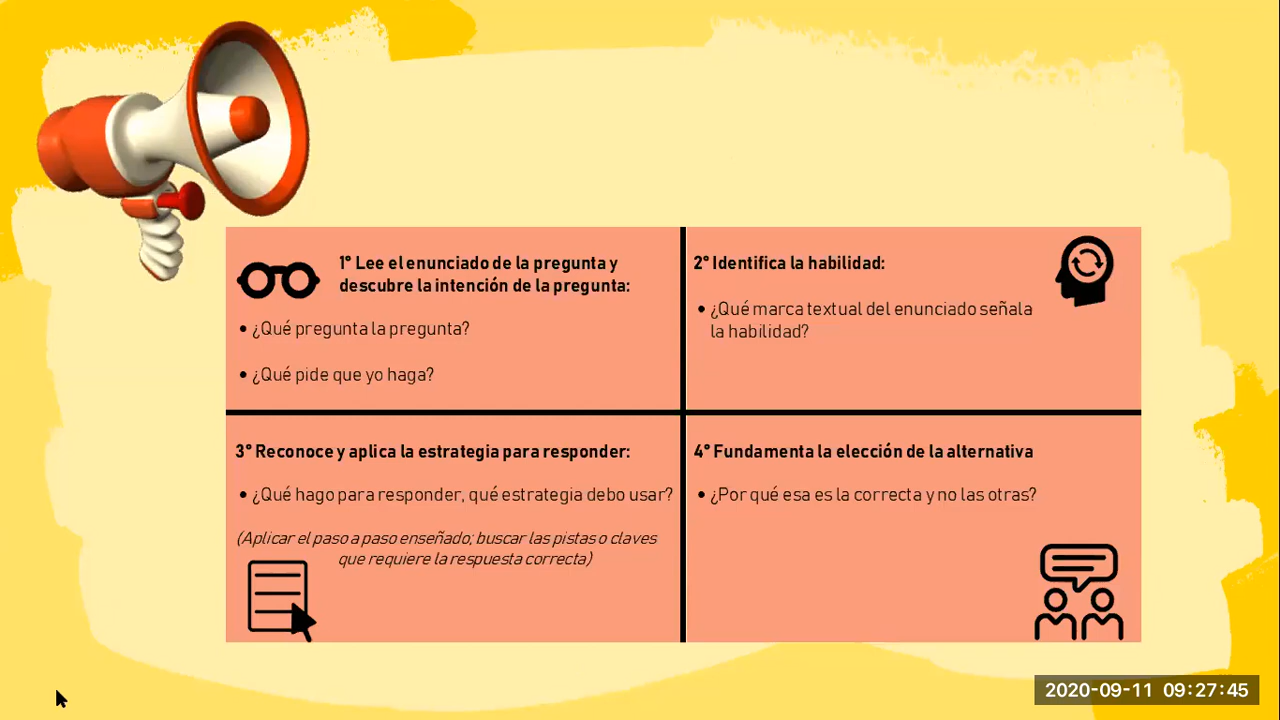 1° Lee el enunciado de la pregunta y
descubre la intención de la pregunta:
• ¿Qué pregunta la pregunta?
• ¿Qué pide que yo haga?
2° Identifica la habilidad:
• ¿Qué marca textual del enunciado señala
la habilidad?
3° Reconoce y aplica la estrategia para responder:
• ¿Qué hago para responder, qué estrategia debo usar?
(Aplicar el paso a paso enseñado; buscar las pistas o claves
que requiere la respuesta correcta)
4° Fundamenta la elección de la alternativa
• ¿Por qué esa es la correcta y no las otras?
2020-09-11 09:27:45